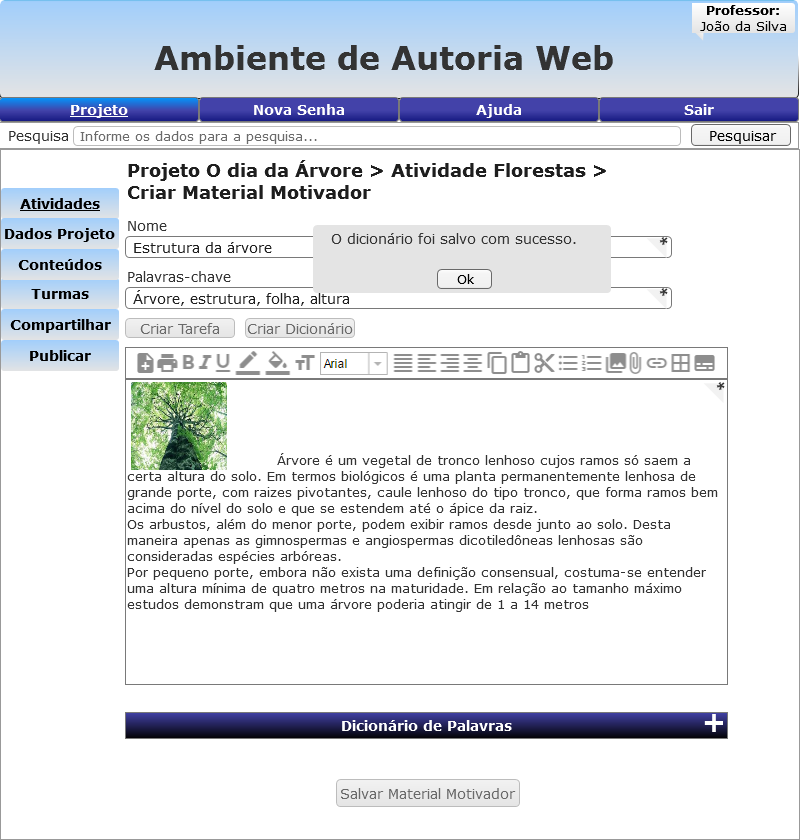 Professor:
João da Silva
Ambiente de Autoria Web
Projeto
Nova Senha
Ajuda
Sair
Pesquisa
Informe os dados para a pesquisa...
Pesquisar
Projeto O dia da Árvore > Atividade Florestas >
Criar Material Motivador
Atividades
Dados Projeto
Conteúdos
Turmas
Compartilhar
Publicar
Nome
Estrutura da árvore
*
O dicionário foi salvo com sucesso.
Ok
Palavras-chave
Árvore, estrutura, folha, altura
*
Criar Tarefa
Criar Dicionário
B I U
TT
Arial
*
Árvore é um vegetal de tronco lenhoso cujos ramos só saem a
certa altura do solo. Em termos biológicos é uma planta permanentemente lenhosa de
grande porte, com raizes pivotantes, caule lenhoso do tipo tronco, que forma ramos bem
acima do nível do solo e que se estendem até o ápice da raiz.
Os arbustos, além do menor porte, podem exibir ramos desde junto ao solo. Desta
maneira apenas as gimnospermas e angiospermas dicotiledôneas lenhosas são
consideradas espécies arbóreas.
Por pequeno porte, embora não exista uma definição consensual, costuma-se entender
uma altura mínima de quatro metros na maturidade. Em relação ao tamanho máximo
estudos demonstram que uma árvore poderia atingir de 1 a 14 metros
Dicionário de Palavras
+
Salvar Material Motivador